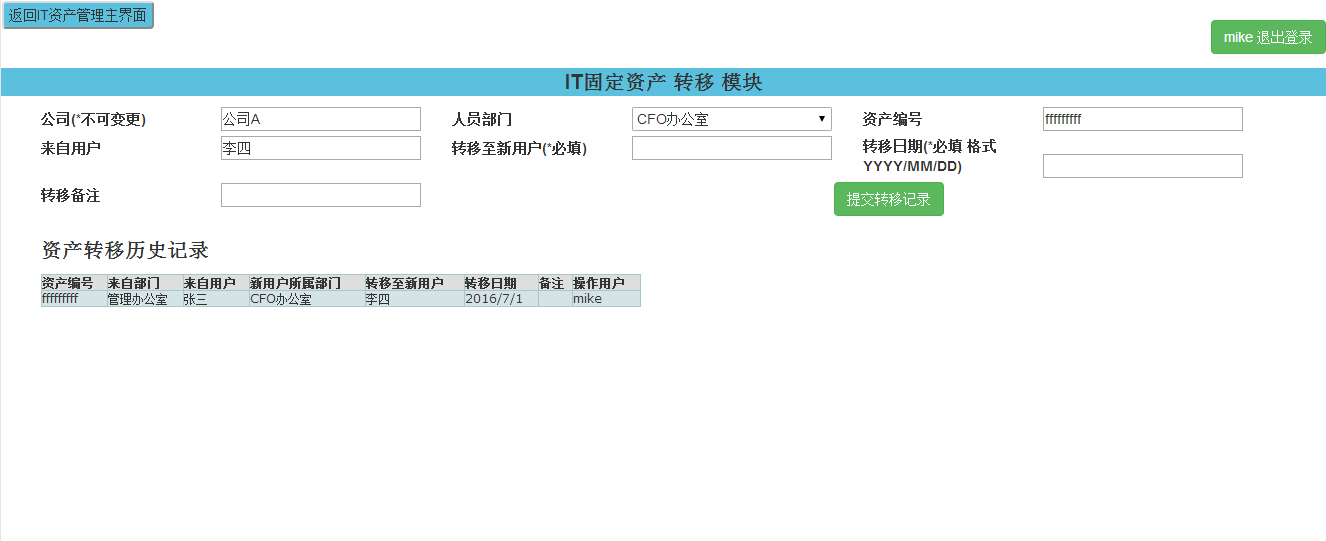 返回IT资产管理主界面
mike 退出登录
IT固定资产 转移 模块
公司(*不可变更) 公司A 人员部门 CFO办公室 资产编号 fffffffff
来自用户 李四 转移至新用户(*必填) 转移日期(*必填 格式
YYYY/MM/DD)
转移备注 提交转移记录
资产转移历史记录
资产编号 来自部门 来自用户 新用户所属部门 转移至新用户 转移日期 备注 操作用户
fffffffff 管理办公室 张三 CFO办公室 李四 2016/7/1 mike